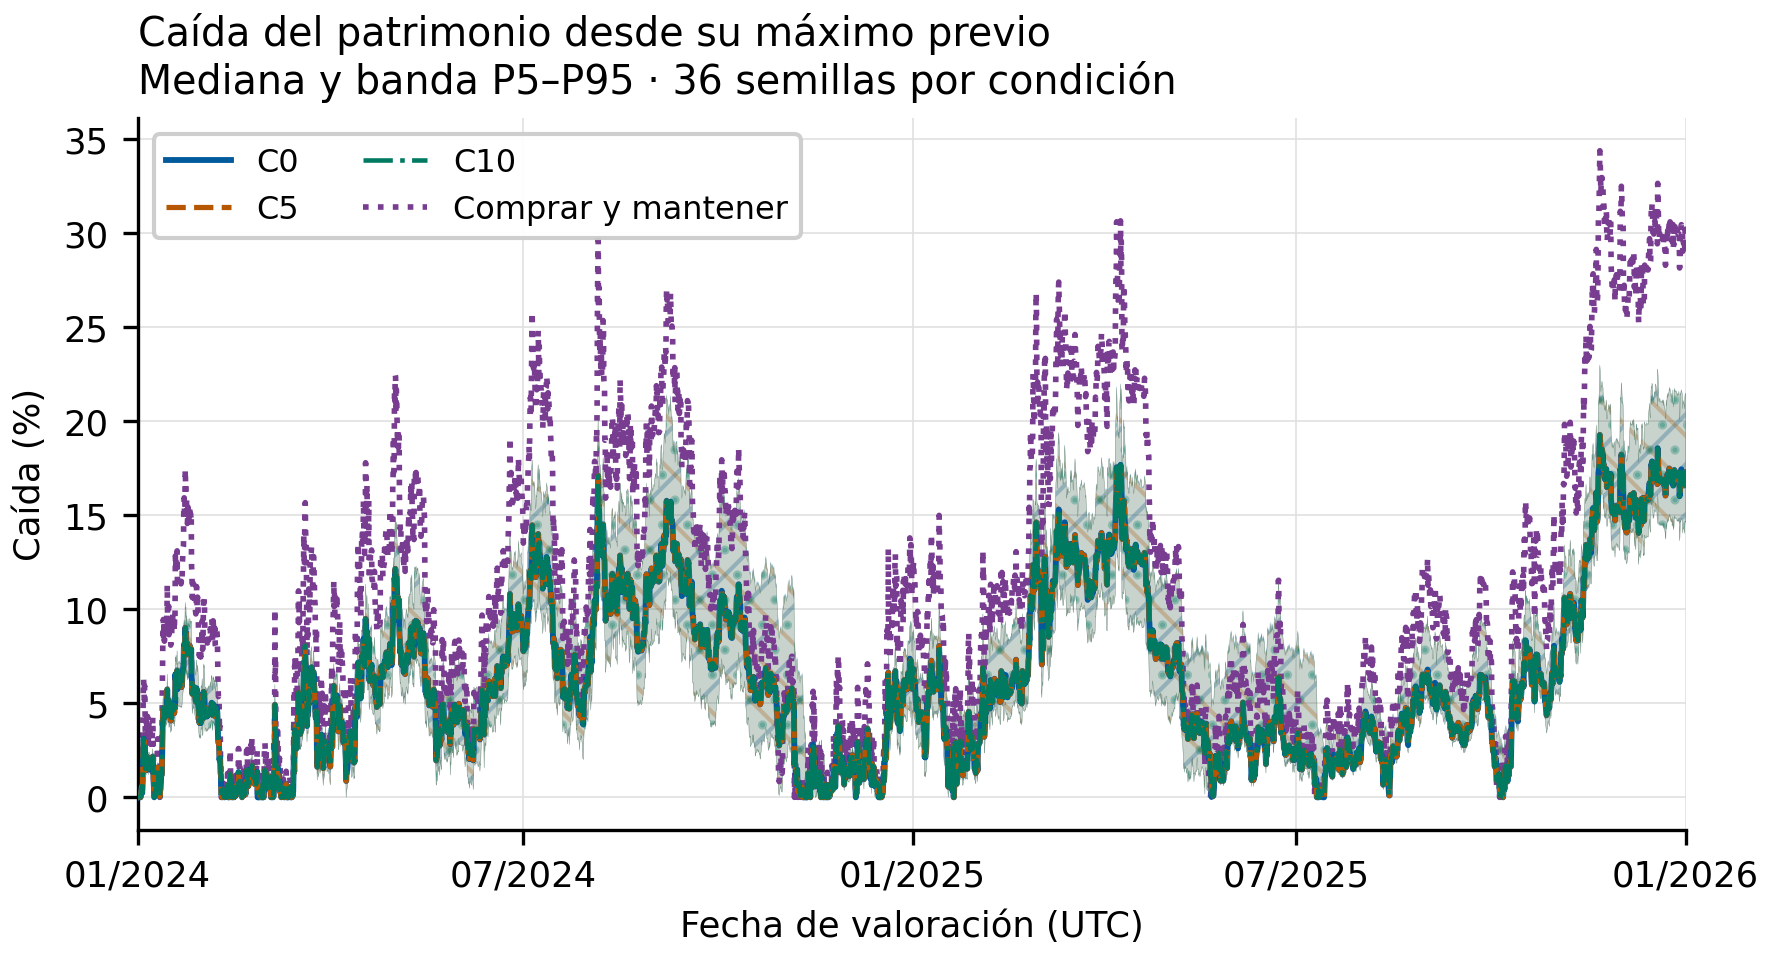 Caída del patrimonio desde su máximo previo
Mediana y banda P5–P95 · 36 semillas por condición
C0
C5
C10
Comprar y mantener
Caída (%)
35
30
25
20
15
10
5
0
01/2024
07/2024
01/2025
07/2025
01/2026
Fecha de valoración (UTC)